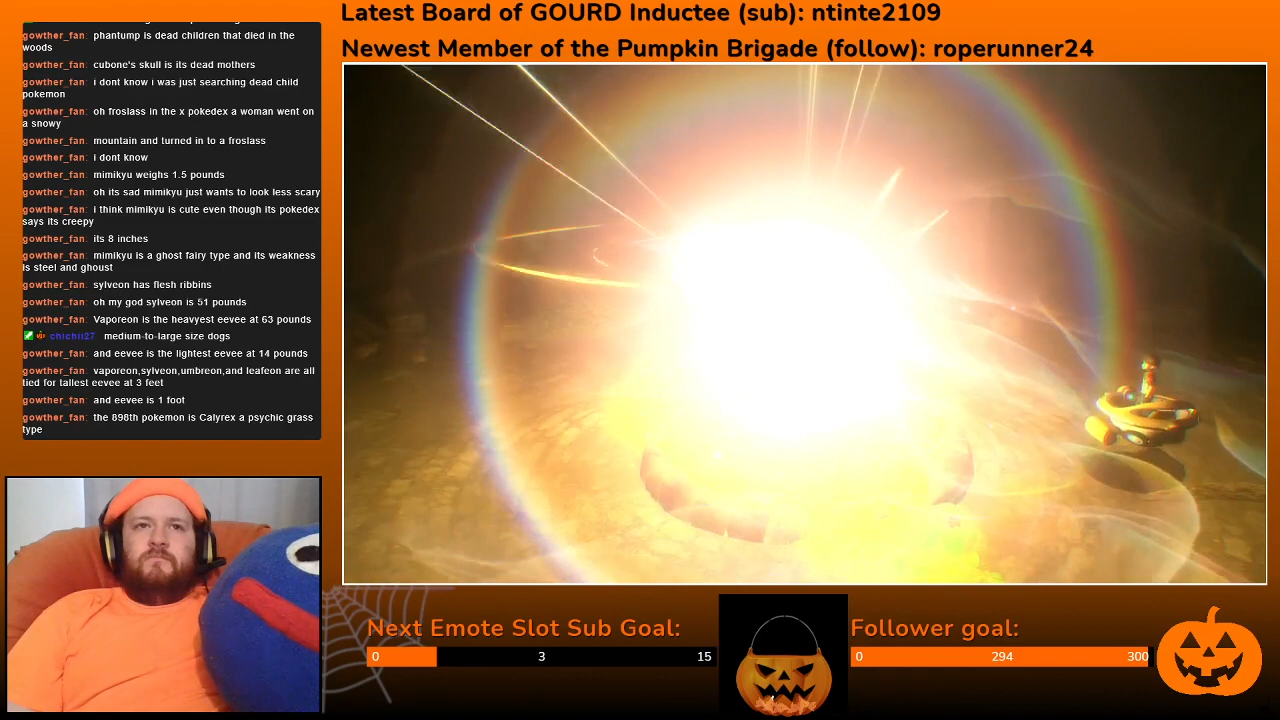 Latest Board of GOURD Inductee (sub): ntinte2109
Newest Member of the Pumpkin Brigade (follow): roperunner24
gowther_fan: phantump is dead children that died in the
woods
gowther_fan: cubone's skull is its dead mothers
gowther_fan: i dont know i was just searching dead child
pokemon
gowther_fan: oh froslass in the x pokedex a woman went on
a snowy
gowther_fan: mountain and turned in to a froslass
gowther_fan: i dont know
gowther_fan: mimikyu weighs 1.5 pounds
gowther_fan: oh its sad mimikyu just wants to look less scary
gowther_fan: i think mimikyu is cute even though its pokedex
says its creepy
gowther_fan: its 8 inches
gowther_fan: mimikyu is a ghost fairy type and its weakness
is steel and ghoust
gowther_fan: sylveon has flesh ribbins
gowther_fan: oh my god sylveon is 51 pounds
gowther_fan: Vaporeon is the heavyest eevee at 63 pounds
chichii27 medium-to-large size dogs
gowther_fan: and eevee is the lightest eevee at 14 pounds
gowther_fan: vaporeon,sylveon,umbreon,and leafeon are all
tied for tallest eevee at 3 feet
gowther_fan: and eevee is 1 foot
gowther_fan: the 898th pokemon is Calyrex a psychic grass
type
Next Emote Slot Sub Goal:
0 3 15
Follower goal:
0 294 300